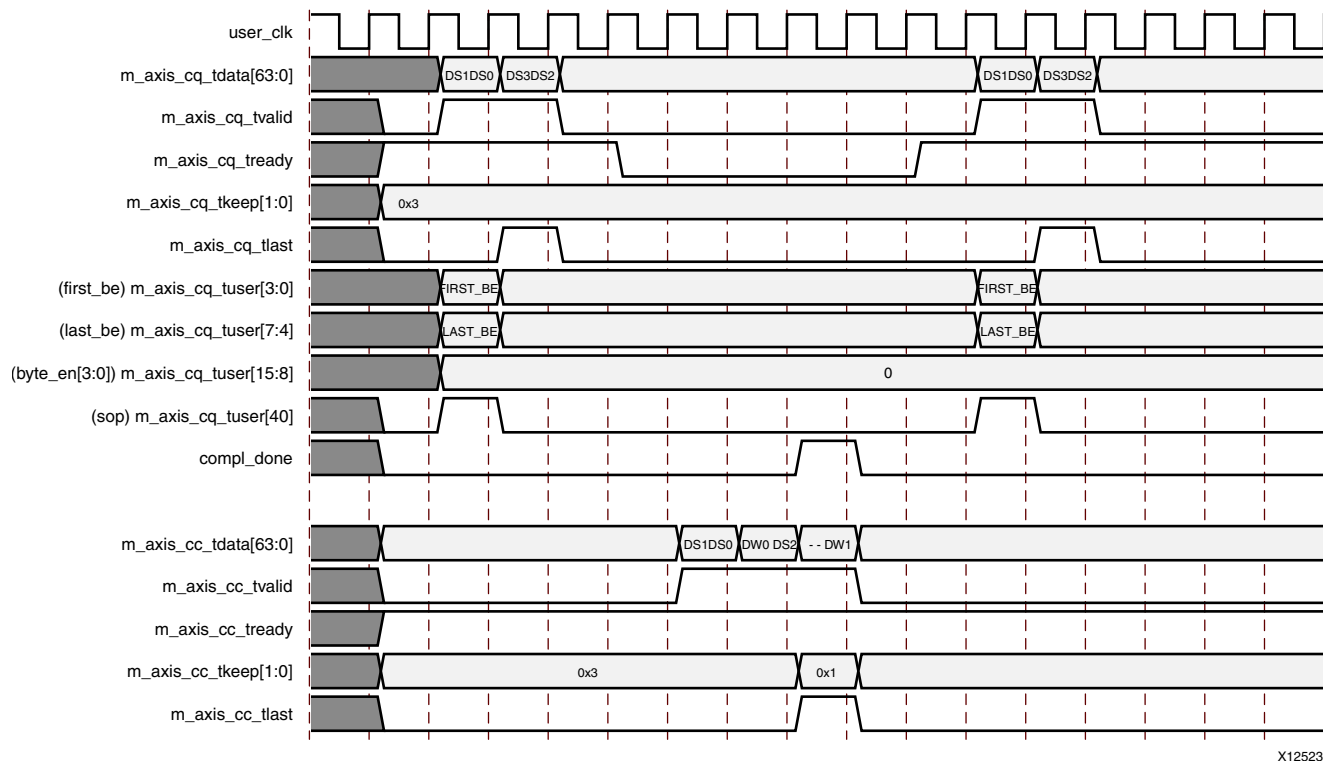 user_clk
m_axis_cq_tdata[63:0] DS1DS0 DS3DS2 DS1DS0 DS3DS2
m_axis_cq_tvalid
m_axis_cq_tready
m_axis_cq_tkeep[1:0] 0x3
m_axis_cq_tlast
(first_be) m_axis_cq_tuser[3:0] FIRST_BE FIRST_BE
(last_be) m_axis_cq_tuser[7:4] LAST_BE LAST_BE
(byte_en[3:0]) m_axis_cq_tuser[15:8] 0
(sop) m_axis_cq_tuser[40]
compl_done
m_axis_cc_tdata[63:0] DS1DS0 DW0 DS2 - - DW1
m_axis_cc_tvalid
m_axis_cc_tready
m_axis_cc_tkeep[1:0] 0x3 0x1
m_axis_cc_tlast
X12523